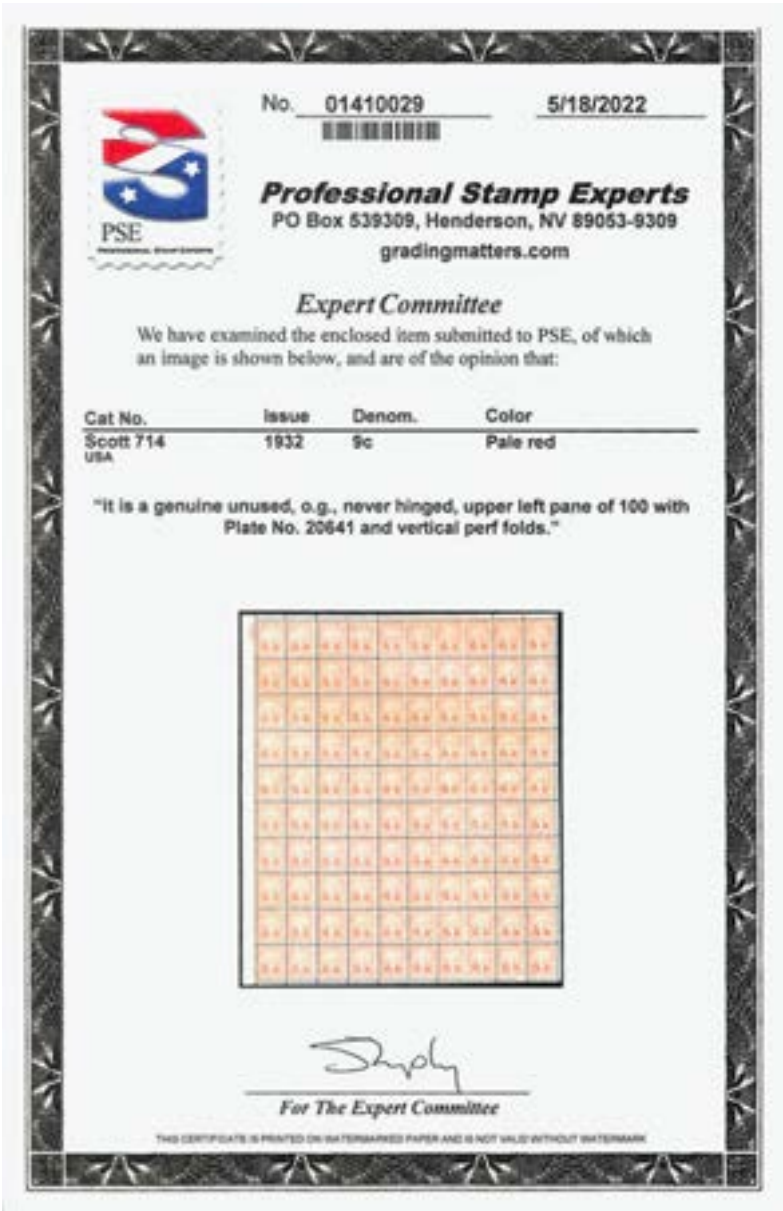 No. 01410029 5/18/2022
PSE
PROFESSIONAL STAMP EXPERTS
Professional Stamp Experts
PO Box 539309, Henderson, NV 89053-9309
gradingmatters.com
Expert Committee
We have examined the enclosed item submitted to PSE, of which
an image is shown below, and are of the opinion that:
Cat No. Issue Denom. Color
Scott 714 1932 9c Pale red
USA
"it is a genuine unused, o.g., never hinged, upper left pane of 100 with
Plate No. 20641 and vertical perf folds."
For The Expert Committee
THIS CERTIFICATE IS PRINTED ON WATERMARKED PAPER AND IS NOT VALID WITHOUT WATERMARK